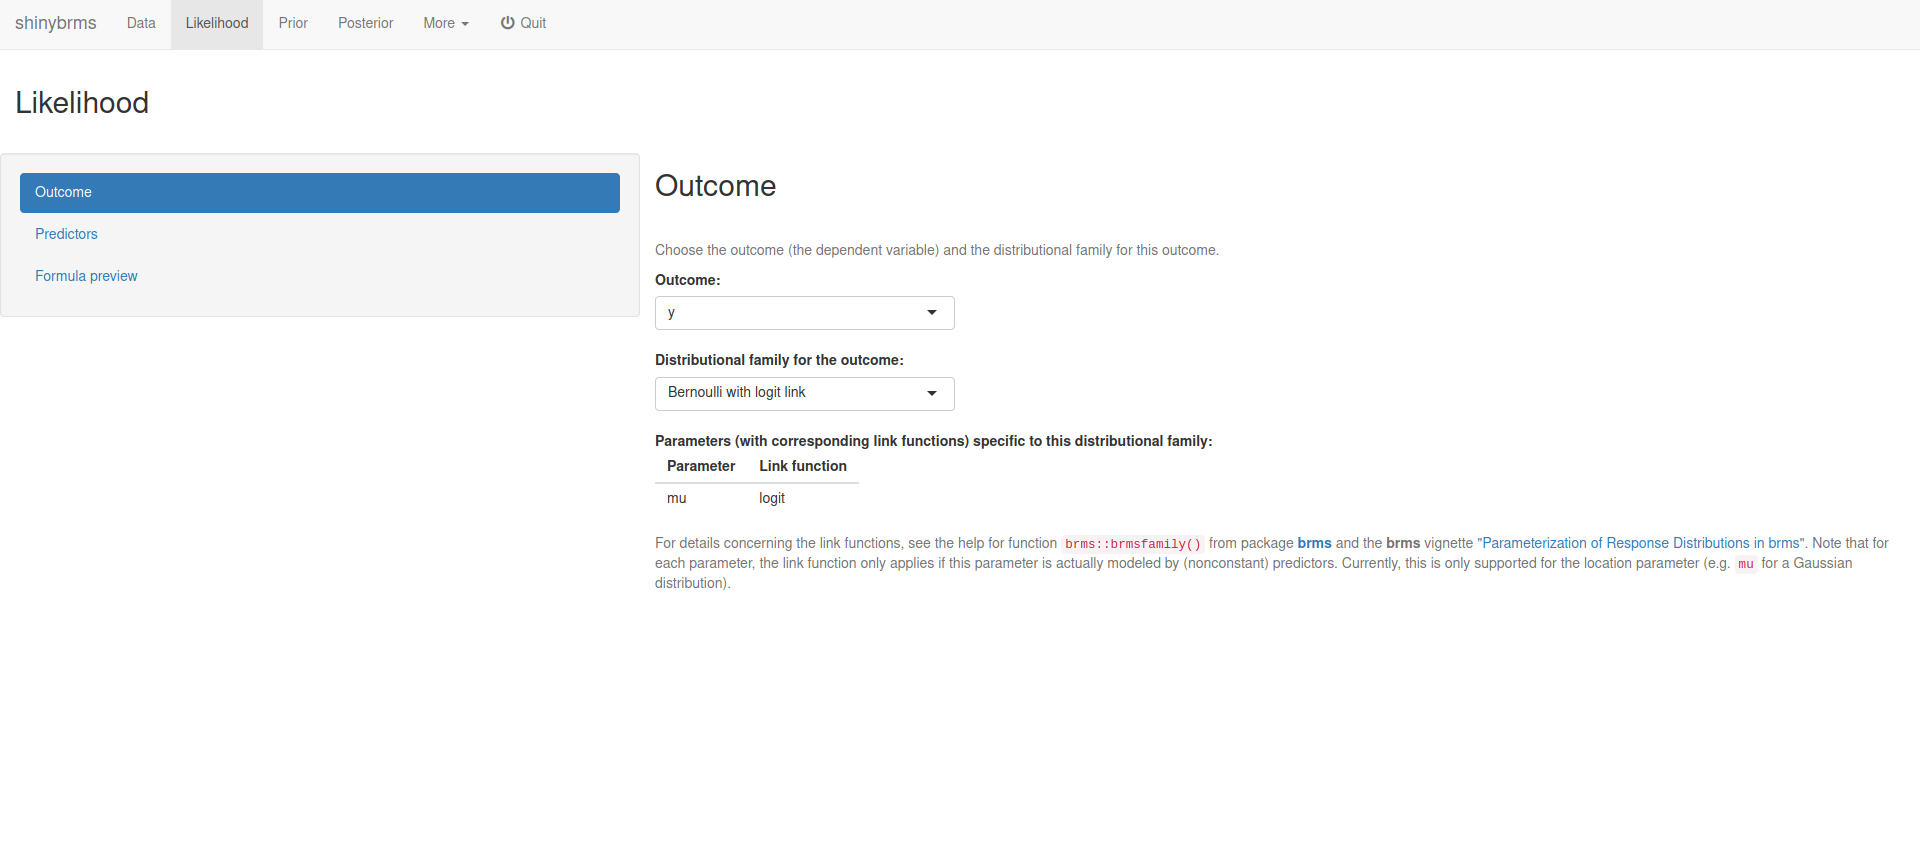 shinybrms Data Likelihood Prior Posterior More Quit
Likelihood
Outcome
Predictors
Formula preview
Outcome
Choose the outcome (the dependent variable) and the distributional family for this outcome.
Outcome:
y
Distributional family for the outcome:
Bernoulli with logit link
Parameters (with corresponding link functions) specific to this distributional family:
Parameter Link function
mu logit
For details concerning the link functions, see the help for function brms::brmsfamily() from package brms and the brms vignette "Parameterization of Response Distributions in brms". Note that for
each parameter, the link function only applies if this parameter is actually modeled by (nonconstant) predictors. Currently, this is only supported for the location parameter (e.g. mu for a Gaussian
distribution).